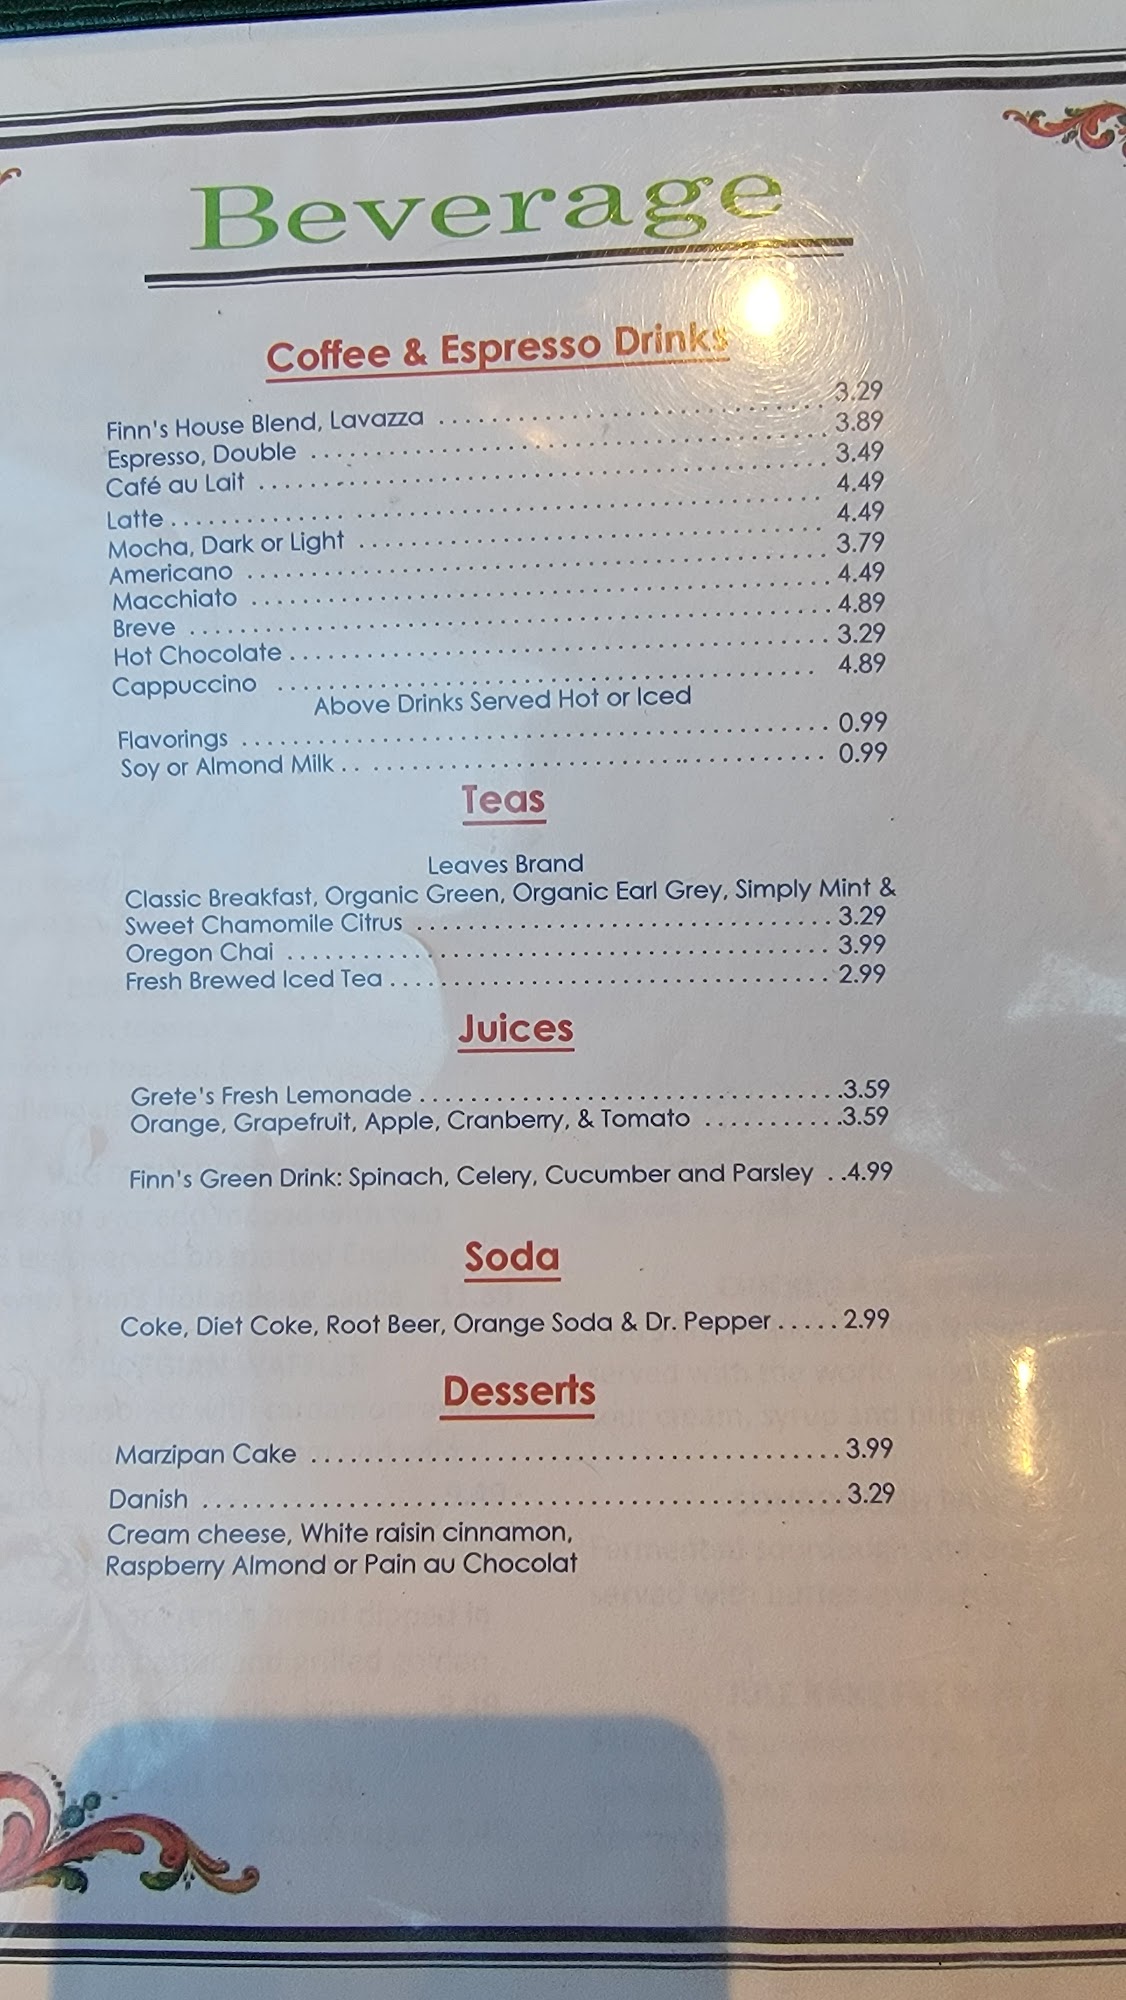 Beverage
Coffee & Espresso Drinks
Finn's House Blend, Lavazza . . . . . . . . . . . . . . . . . . . . 3.29
Espresso, Double . . . . . . . . . . . . . . . . . . . . 3.89
Café au Lait . . . . . . . . . . . . . . . . . . . . 3.49
Latte . . . . . . . . . . . . . . . . . . . . 4.49
Mocha, Dark or Light . . . . . . . . . . . . . . . . . . . . 4.49
Americano . . . . . . . . . . . . . . . . . . . . 3.79
Macchiato . . . . . . . . . . . . . . . . . . . . 4.49
Breve . . . . . . . . . . . . . . . . . . . . 4.89
Hot Chocolate . . . . . . . . . . . . . . . . . . . . 3.29
Cappuccino . . . . . . . . . . . . . . . . . . . . 4.89
Above Drinks Served Hot or Iced
Flavorings . . . . . . . . . . . . . . . . . . . . 0.99
Soy or Almond Milk . . . . . . . . . . . . . . . . . . . . 0.99
Teas
Leaves Brand
Classic Breakfast, Organic Green, Organic Earl Grey, Simply Mint &
Sweet Chamomile Citrus . . . . . . . . . . . . . . . . . . . . 3.29
Oregon Chai . . . . . . . . . . . . . . . . . . . . 3.99
Fresh Brewed Iced Tea . . . . . . . . . . . . . . . . . . . . 2.99
Juices
Grete's Fresh Lemonade . . . . . . . . . . . . . . . . . . . . 3.59
Orange, Grapefruit, Apple, Cranberry, & Tomato . . . . . . . . . . . 3.59
Finn's Green Drink: Spinach, Celery, Cucumber and Parsley . .4.99
Soda
Coke, Diet Coke, Root Beer, Orange Soda & Dr. Pepper . . . . . 2.99
Desserts
Marzipan Cake . . . . . . . . . . . . . . . . . . . . 3.99
Danish . . . . . . . . . . . . . . . . . . . . 3.29
Cream cheese, White raisin cinnamon,
Raspberry Almond or Pain au Chocolat